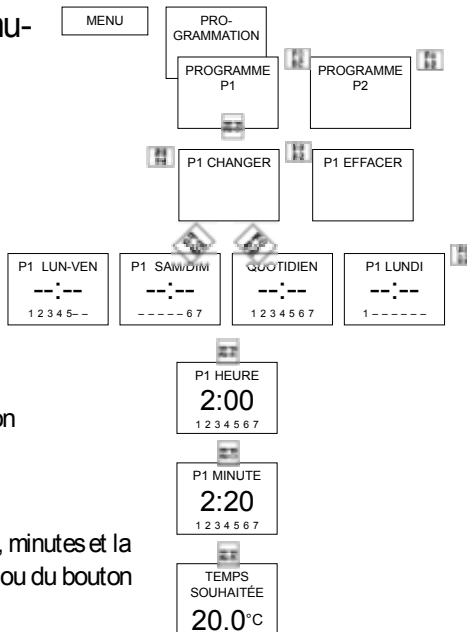 nu-
MENU
PRO-
GRAMMATION
PROGRAMME
P1
PROGRAMME
P2
P1 CHANGER
P1 EFFACER
P1 LUN-VEN
--:--
1 2 3 4 5 – –
P1 SAM/DIM
--:--
– – – – – 6 7
QUOTIDIEN
--:--
1 2 3 4 5 6 7
P1 LUNDI
--:--
1 – – – – – –
P1 HEURE
2:00
1 2 3 4 5 6 7
on
P1 MINUTE
2:20
1 2 3 4 5 6 7
, minutes et la
ou du bouton
TEMPS
SOUHAITÉE
20.0°C